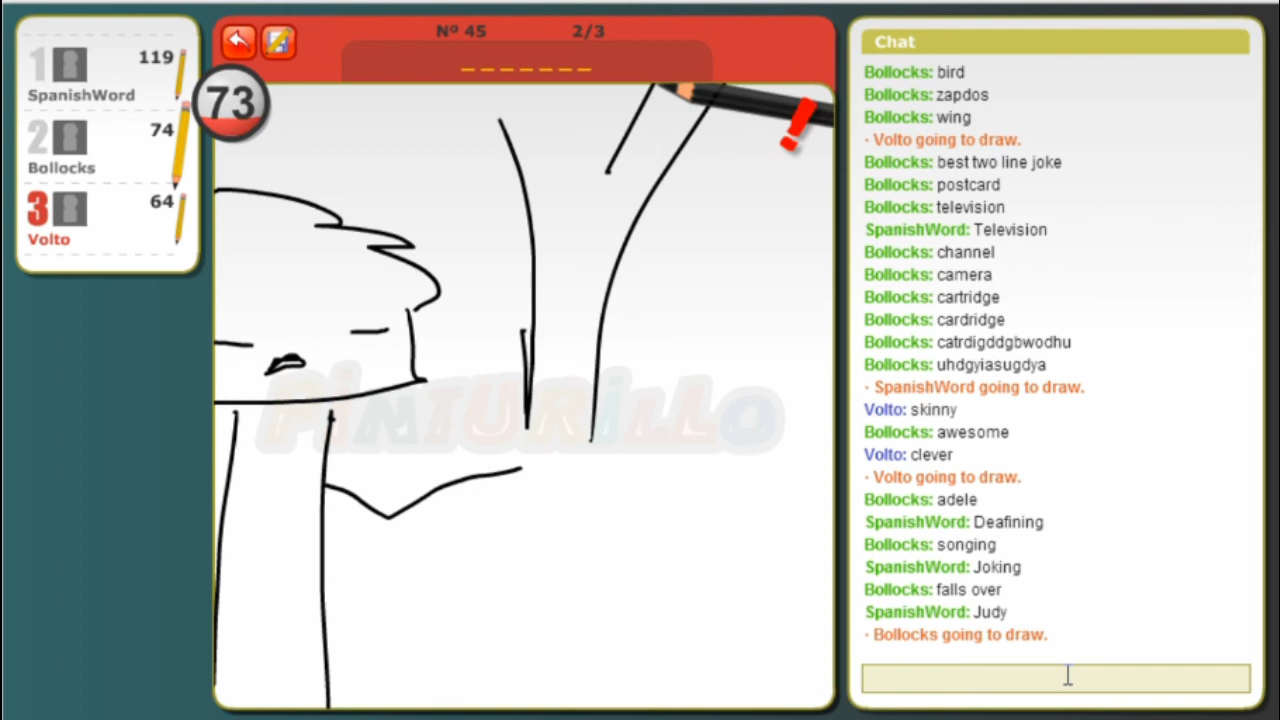 1
119
SpanishWord
2
74
Bollocks
3
64
Volto
73
Nº 45 2/3
_ _ _ _ _ _ _
PINTURILLO
Chat
Bollocks: bird
Bollocks: zapdos
Bollocks: wing
· Volto going to draw.
Bollocks: best two line joke
Bollocks: postcard
Bollocks: television
SpanishWord: Television
Bollocks: channel
Bollocks: camera
Bollocks: cartridge
Bollocks: cardridge
Bollocks: catrdigddgbwodhu
Bollocks: uhdgyiasugdya
· SpanishWord going to draw.
Volto: skinny
Bollocks: awesome
Volto: clever
· Volto going to draw.
Bollocks: adele
SpanishWord: Deafining
Bollocks: songing
SpanishWord: Joking
Bollocks: falls over
SpanishWord: Judy
· Bollocks going to draw.